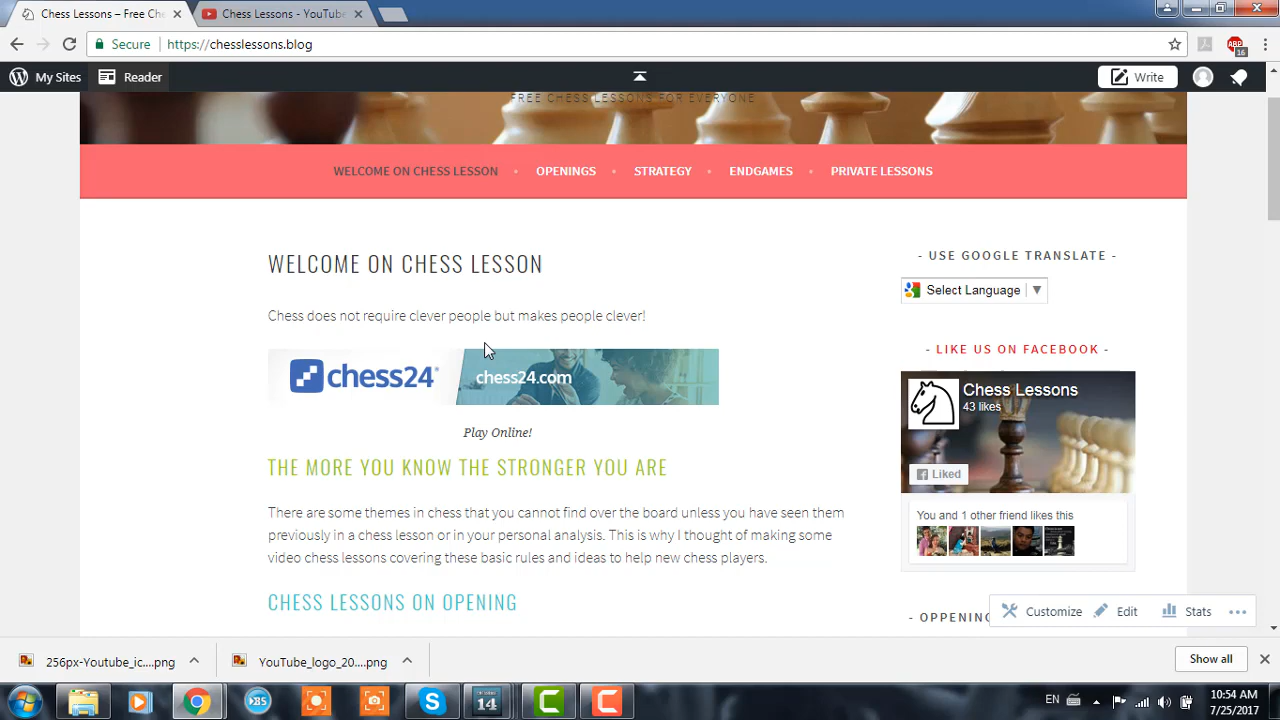 Chess Lessons - Free Che
Chess Lessons - YouTube
Secure
https://chesslessons.blog
ABP
16
My Sites
Reader
Write
FREE CHESS LESSONS FOR EVERYONE
WELCOME ON CHESS LESSON
OPENINGS
STRATEGY
ENDGAMES
PRIVATE LESSONS
WELCOME ON CHESS LESSON
Chess does not require clever people but makes people clever!
chess24
chess24.com
Play Online!
THE MORE YOU KNOW THE STRONGER YOU ARE
There are some themes in chess that you cannot find over the board unless you have seen them
previously in a chess lesson or in your personal analysis. This is why I thought of making some
video chess lessons covering these basic rules and ideas to help new chess players.
CHESS LESSONS ON OPENING
- USE GOOGLE TRANSLATE -
Select Language
- LIKE US ON FACEBOOK -
Chess Lessons
43 likes
Liked
You and 1 other friend likes this
- OPPENING
Customize
Edit
Stats
256px-Youtube_ic....png
YouTube_logo_20....png
Show all
14
EN
10:54 AM
7/25/2017